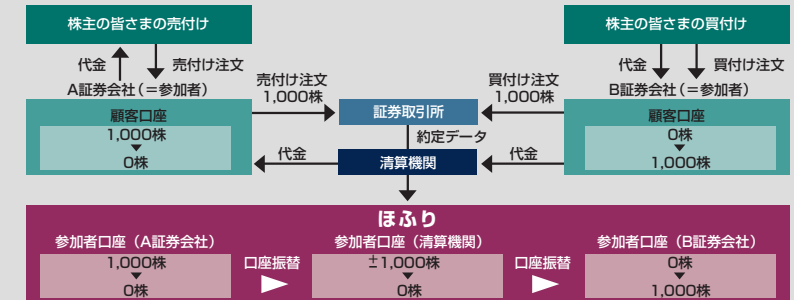 株主の皆さまの売付け
株主の皆さまの買付け
代金
売付け注文
代金
買付け注文
A証券会社（＝参加者）
B証券会社（＝参加者）
売付け注文
1,000株
買付け注文
1,000株
顧客口座
1,000株
0株
証券取引所
約定データ
清算機関
代金
代金
顧客口座
0株
1,000株
ほふり
参加者口座（A証券会社）
参加者口座（清算機関）
参加者口座（B証券会社）
1,000株
0株
口座振替
±1,000株
0株
口座振替
0株
1,000株